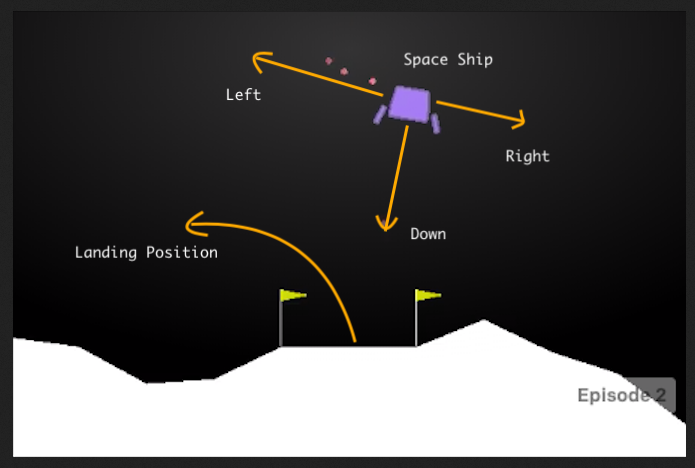 Space Ship
Left
Right
Down
Landing Position
Episode 2